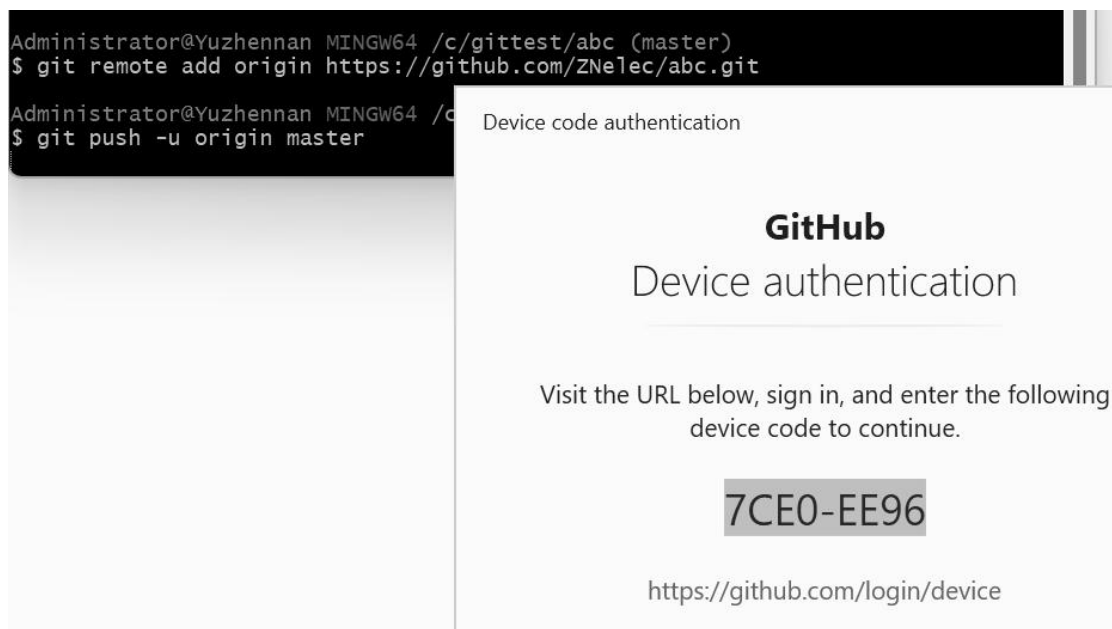 Administrator@Yuzhennan MINGW64 /c/gittest/abc (master)
$ git remote add origin https://github.com/ZNelec/abc.git
Administrator@Yuzhennan MINGW64 /c
$ git push -u origin master
Device code authentication
GitHub
Device authentication
Visit the URL below, sign in, and enter the following
device code to continue.
7CE0-EE96
https://github.com/login/device